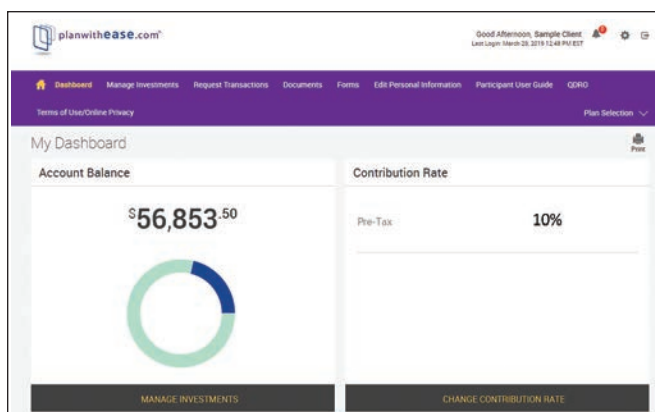 planwithease.com
Good Afternoon, Sample Client
2
Last Login: March 29, 2019 12:48 PM EST
Dashboard Manage Investments Request Transactions Documents Forms Edit Personal Information Participant User Guide QDRO
Terms of Use/Online Privacy Plan Selection
My Dashboard
Print
Account Balance
$56,853.50
MANAGE INVESTMENTS
Contribution Rate
Pre-Tax 10%
CHANGE CONTRIBUTION RATE